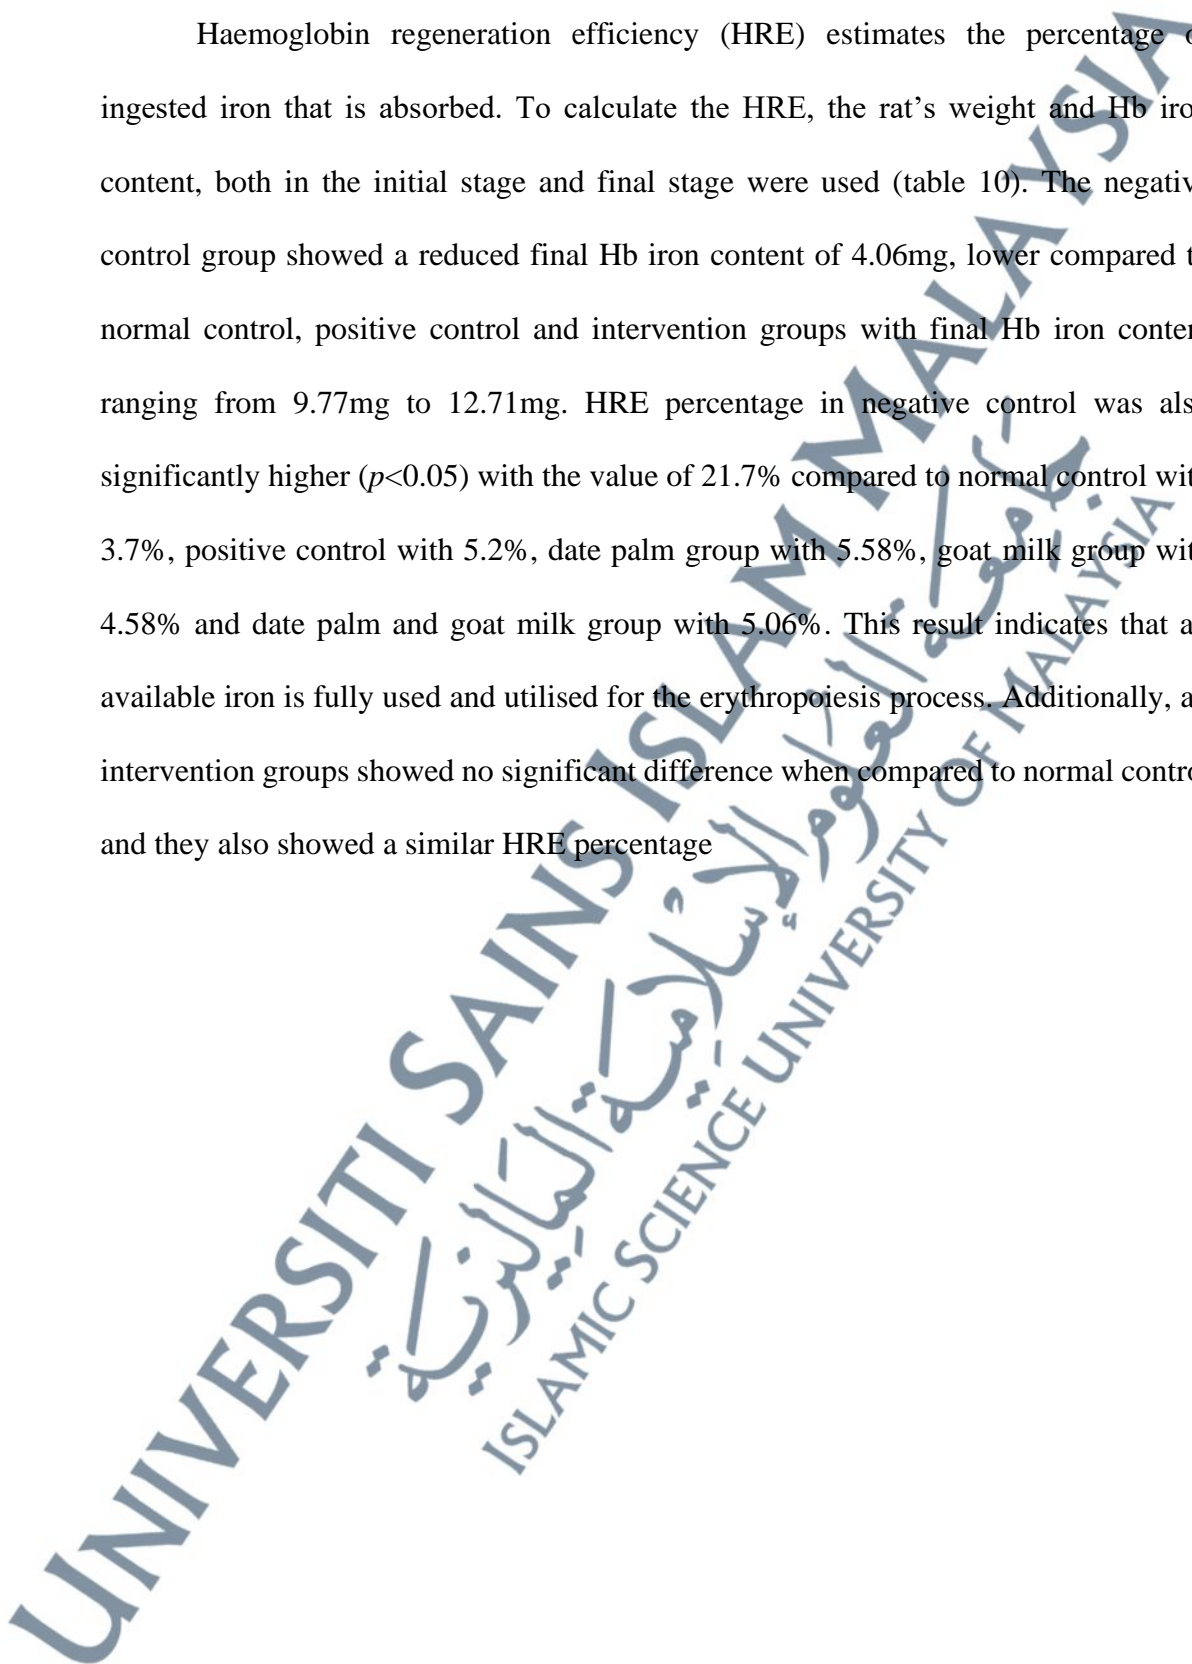 Haemoglobin regeneration efficiency (HRE) estimates the percentage
ingested iron that is absorbed. To calculate the HRE, the rat’s weight and Hb
content, both in the initial stage and final stage were used (table 10). The
control group showed a reduced final Hb iron content of 4.06mg, lower compared
normal control, positive control and intervention groups with final Hb iron
ranging from 9.77mg to 12.71mg. HRE percentage in negative control was
significantly higher (p<0.05) with the value of 21.7% compared to normal control
3.7%, positive control with 5.2%, date palm group with 5.58%, goat milk group
4.58% and date palm and goat milk group with 5.06%. This result indicates that
available iron is fully used and utilised for the erythropoiesis process. Additionally,
intervention groups showed no significant difference when compared to normal
and they also showed a similar HRE percentage
UNIVERSITI SAINS ISLAM MALAYSIA
جامعة العلوم الإسلامية الماليزية
ISLAMIC SCIENCE UNIVERSITY OF MALAYSIA